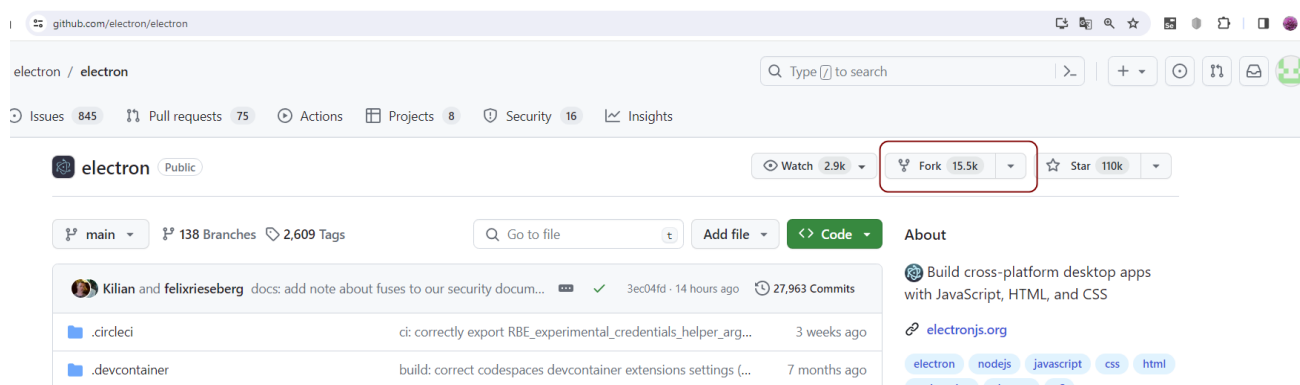 github.com/electron/electron
electron / electron
Type / to search
Issues 845 Pull requests 75 Actions Projects 8 Security 16 Insights
electron Public Watch 2.9k Fork 15.5k Star 110k
main 138 Branches 2,609 Tags Go to file t Add file <> Code
About
Build cross-platform desktop apps
with JavaScript, HTML, and CSS
electronjs.org
electron nodejs javascript css html
Kilian and felixrieseberg docs: add note about fuses to our security docum... 3ec04fd · 14 hours ago 27,963 Commits
.circleci ci: correctly export RBE_experimental_credentials_helper_arg... 3 weeks ago
.devcontainer build: correct codespaces devcontainer extensions settings (... 7 months ago